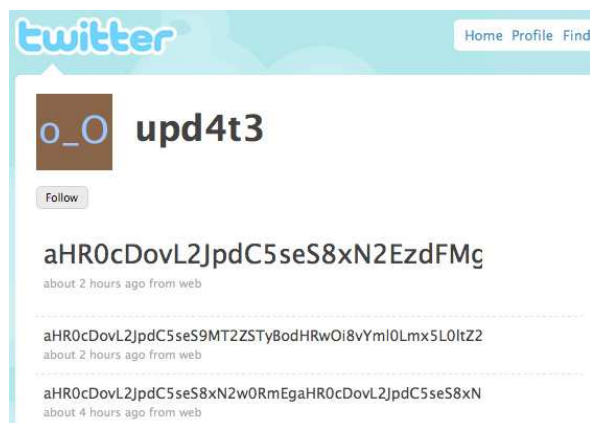 twitter
Home Profile Find
o_O
upd4t3
Follow
aHR0cDovL2JpdC5seS8xN2EzdFMg
about 2 hours ago from web
aHR0cDovL2JpdC5seS9MT2ZSTyBodHRwOi8vYml0Lmx5L0ltZ2
about 2 hours ago from web
aHR0cDovL2JpdC5seS8xN2w0RmEgaHR0cDovL2JpdC5seS8xN
about 4 hours ago from web